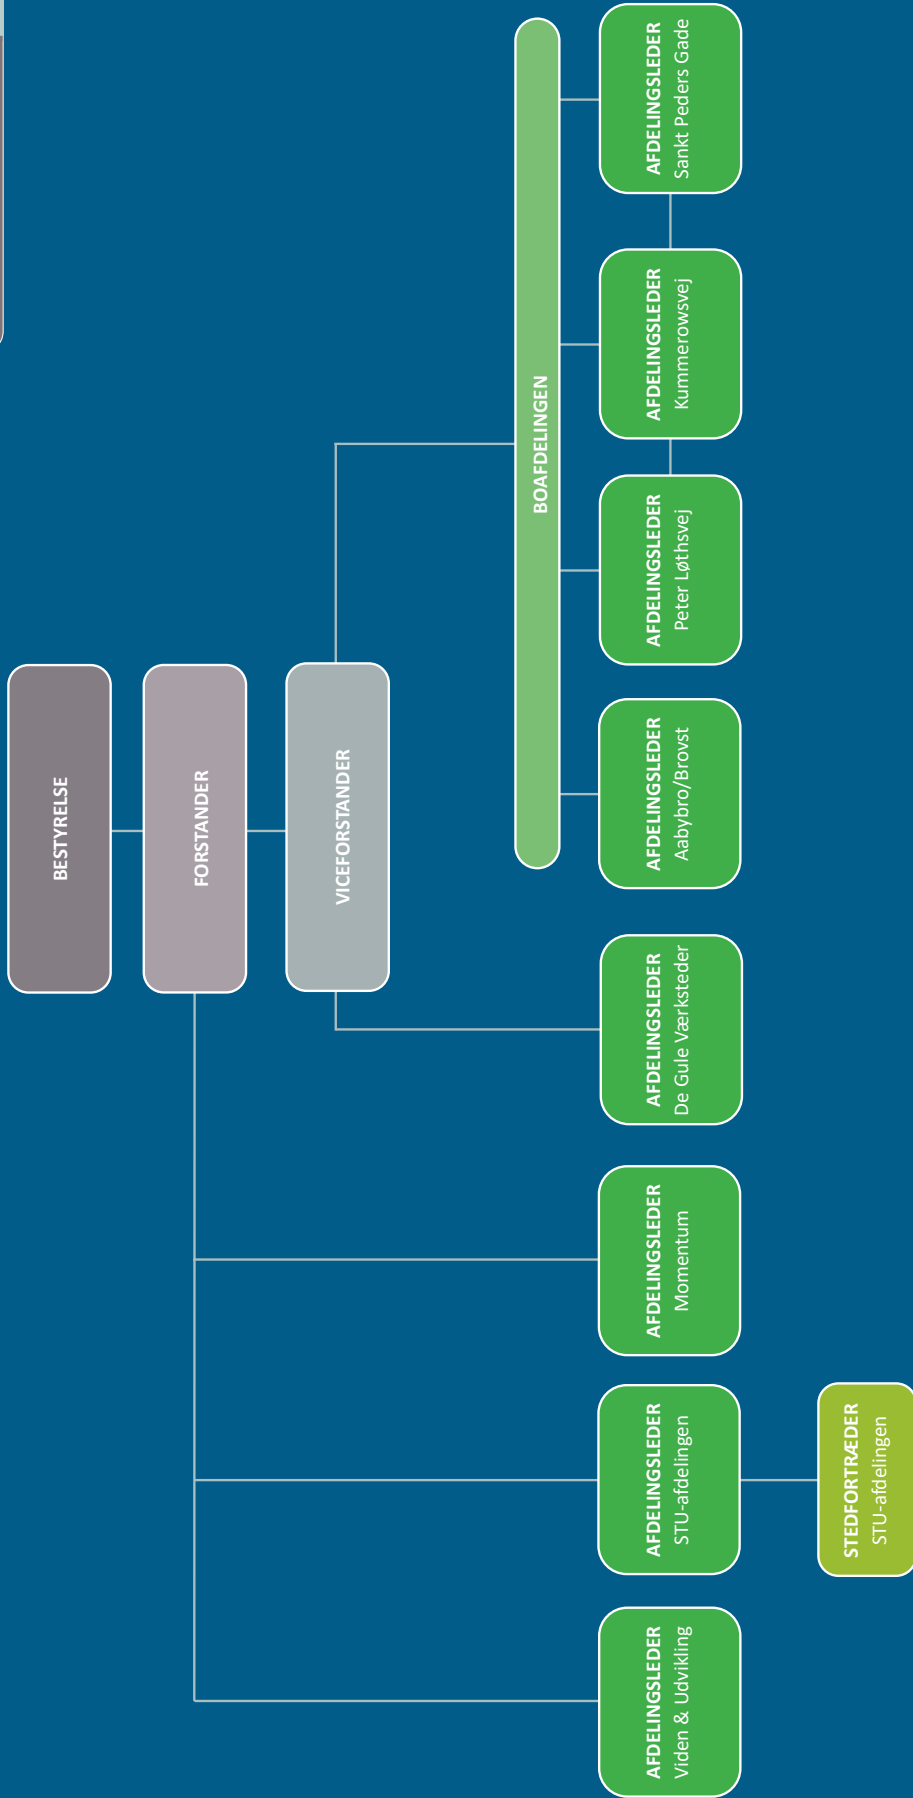 BESTYRELSE
FORSTANDER
VICEFORSTANDER
BOAFDELINGEN
AFDELINGSLEDER
Viden & Udvikling
AFDELINGSLEDER
STU-afdelingen
AFDELINGSLEDER
Momentum
AFDELINGSLEDER
De Gule Værksteder
AFDELINGSLEDER
Aabybro/Brovst
AFDELINGSLEDER
Peter Løthsvej
AFDELINGSLEDER
Kummerowsvej
AFDELINGSLEDER
Sankt Peders Gade
STEDFORTRÆDER
STU-afdelingen